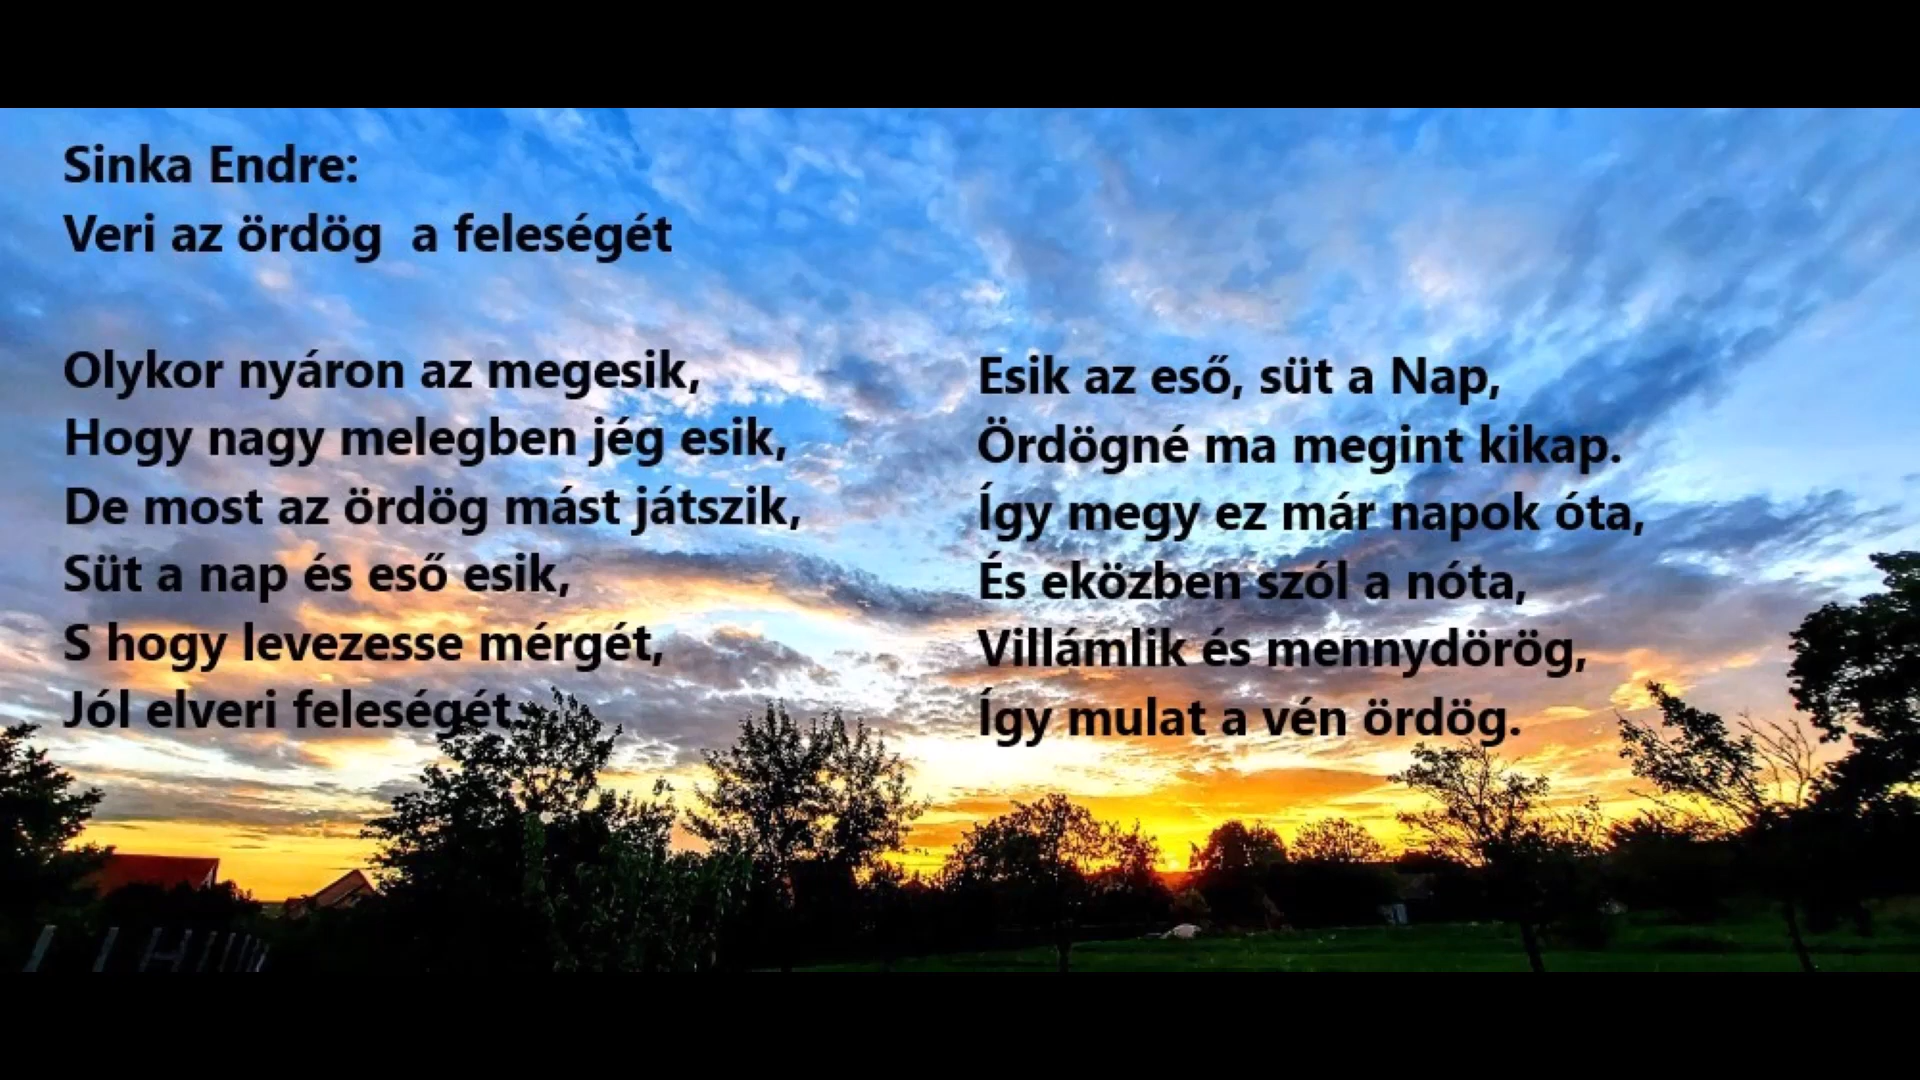 Sinka Endre:
Veri az ördög  a feleségét
Olykor nyáron az megesik,
Hogy nagy melegben jég esik,
De most az ördög mást játszik,
Süt a nap és eső esik,
S hogy levezesse mérgét,
Jól elveri feleségét.
Esik az eső, süt a Nap,
Ördögné ma megint kikap.
Így megy ez már napok óta,
És eközben szól a nóta,
Villámlik és mennydörög,
Így mulat a vén ördög.